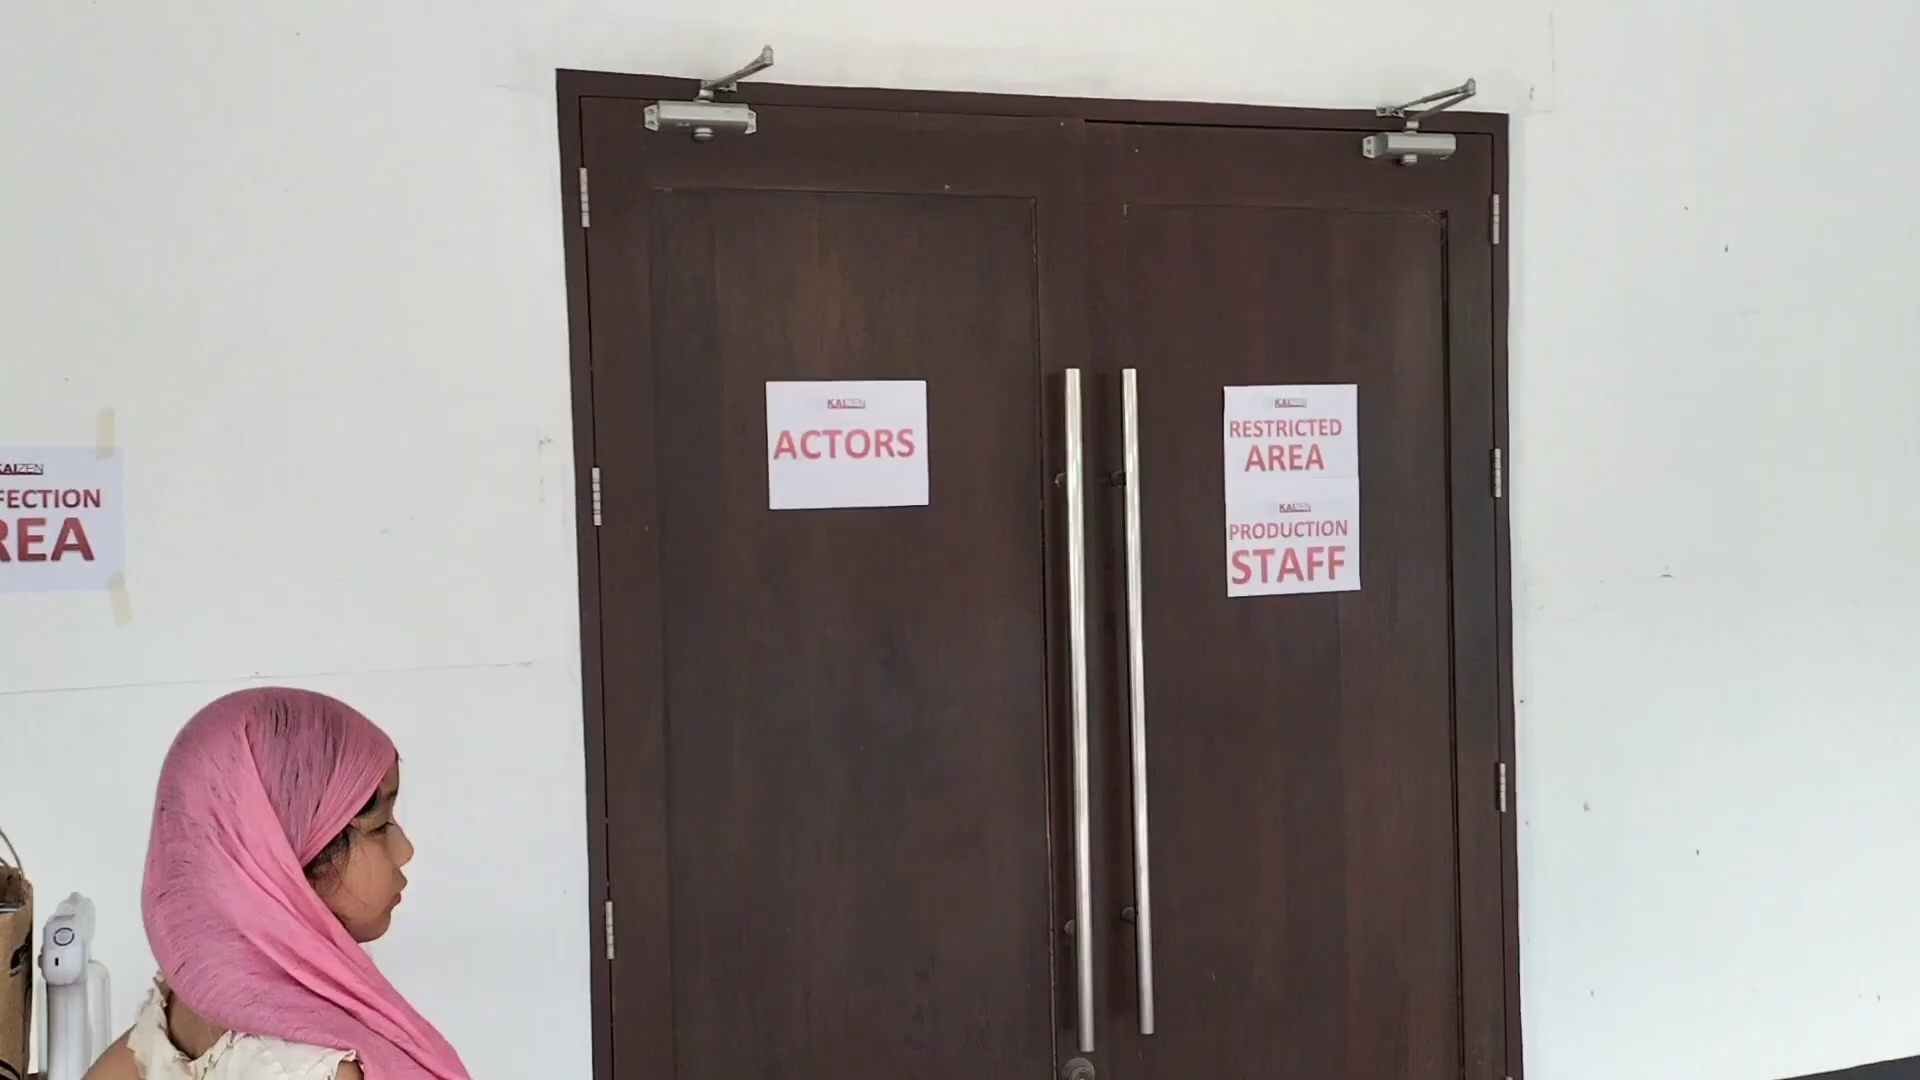 KAIZEN
FECTION
REA
KAIZEN
ACTORS
KAIZEN
RESTRICTED
AREA
KAIZEN
PRODUCTION
STAFF